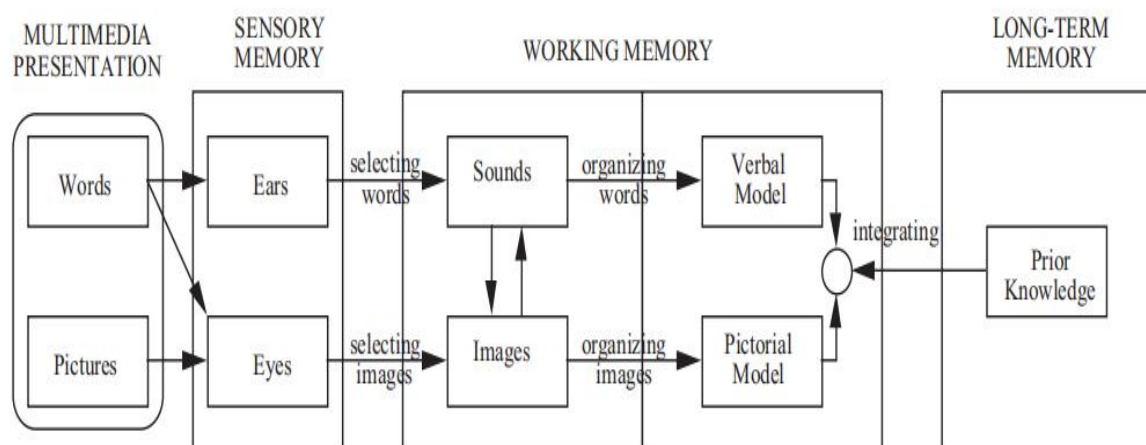 MULTIMEDIA
PRESENTATION
SENSORY
MEMORY
WORKING MEMORY
LONG-TERM
MEMORY
Words
Ears
selecting
words
Sounds
organizing
words
Verbal
Model
integrating
Prior
Knowledge
Pictures
Eyes
selecting
images
Images
organizing
images
Pictorial
Model